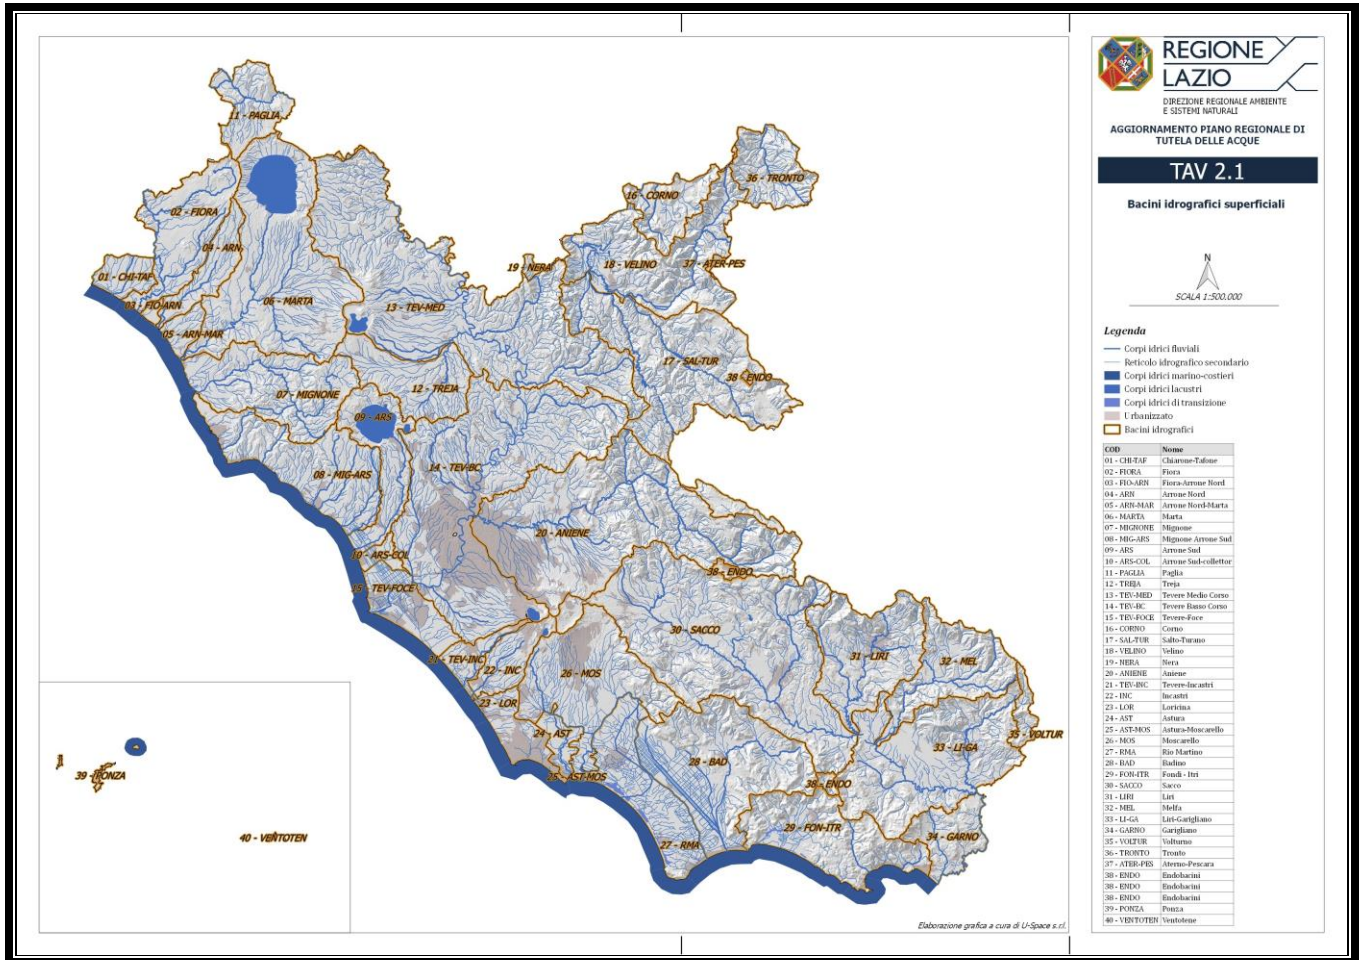 REGIONE
LAZIO
DIREZIONE REGIONALE AMBIENTE
E SISTEMI NATURALI
AGGIORNAMENTO PIANO REGIONALE DI
TUTELA DELLE ACQUE
TAV 2.1
Bacini idrografici superficiali
N
SCALA 1:500.000
Legenda
Corpi idrici fluviali
Reticolo idrografico secondario
Corpi idrici marino-costieri
Corpi idrici lacustri
Corpi idrici di transizione
Urbanizzato
Bacini idrografici
COD Nome
01 - CHI-TAF Chiarone-Tafone
02 - FIORA Fiora
03 - FIO-ARN Fiora-Arrone Nord
04 - ARN Arrone Nord
05 - ARN-MAR Arrone Nord-Marta
06 - MARTA Marta
07 - MIGNONE Mignone
08 - MIG-ARS Mignone Arrone Sud
09 - ARS Arrone Sud
10 - ARS-COL Arrone Sud-collettor
11 - PAGLIA Paglia
12 - TREJA Treja
13 - TEV-MED Tevere Medio Corso
14 - TEV-BC Tevere Basso Corso
15 - TEV-FOCE Tevere-Foce
16 - CORNO Corno
17 - SAL-TUR Salto-Turano
18 - VELINO Velino
19 - NERA Nera
20 - ANIENE Aniene
21 - TEV-INC Tevere-Incastri
22 - INC Incastri
23 - LOR Loricina
24 - AST Astura
25 - AST-MOS Astura-Moscarello
26 - MOS Moscarello
27 - RMA Rio Martino
28 - BAD Badino
29 - FON-ITR Fondi - Itri
30 - SACCO Sacco
31 - LIRI Liri
32 - MEL Melfa
33 - LI-GA Liri-Garigliano
34 - GARNO Garigliano
35 - VOLTUR Volturno
36 - TRONTO Tronto
37 - ATER-PES Aterno-Pescara
38 - ENDO Endobacini
38 - ENDO Endobacini
38 - ENDO Endobacini
39 - PONZA Ponza
40 - VENTOTEN Ventotene
11 - PAGLIA
36 - TRONTO
16 - CORNO
02 - FIORA
04 - ARN
18 - VELINO
37 - ATER-PES
19 - NERA
01 - CHI-TAF
03 - FIO-ARN
06 - MARTA
13 - TEV-MED
05 - ARN-MAR
17 - SAL-TUR
38 - ENDO
12 - TREJA
07 - MIGNONE
09 - ARS
14 - TEV-BC
08 - MIG-ARS
20 - ANIENE
10 - ARS-COL
38 - ENDO
15 - TEV-FOCE
30 - SACCO
31 - LIRI
32 - MEL
21 - TEV-INC
22 - INC
26 - MOS
23 - LOR
24 - AST
35 - VOLTUR
33 - LI-GA
28 - BAD
25 - AST-MOS
38 - ENDO
29 - FON-ITR
34 - GARNO
27 - RMA
39 - PONZA
40 - VENTOTEN
Elaborazione grafica a cura di U-Space s.r.l.